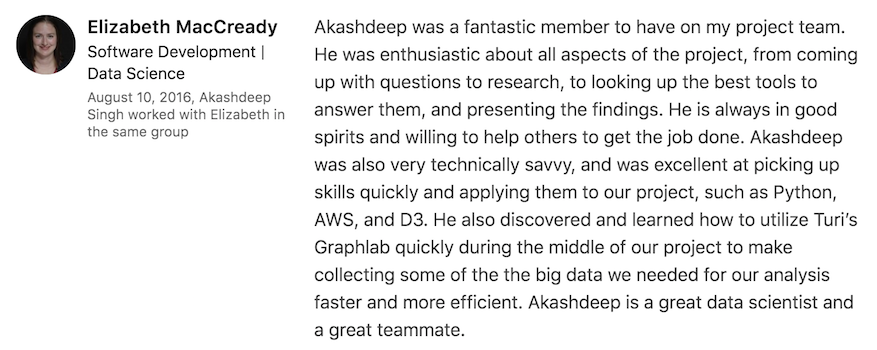 Elizabeth MacCready
Software Development |
Data Science
August 10, 2016, Akashdeep
Singh worked with Elizabeth in
the same group
Akashdeep was a fantastic member to have on my project team.
He was enthusiastic about all aspects of the project, from coming
up with questions to research, to looking up the best tools to
answer them, and presenting the findings. He is always in good
spirits and willing to help others to get the job done. Akashdeep
was also very technically savvy, and was excellent at picking up
skills quickly and applying them to our project, such as Python,
AWS, and D3. He also discovered and learned how to utilize Turi’s
Graphlab quickly during the middle of our project to make
collecting some of the the big data we needed for our analysis
faster and more efficient. Akashdeep is a great data scientist and
a great teammate.